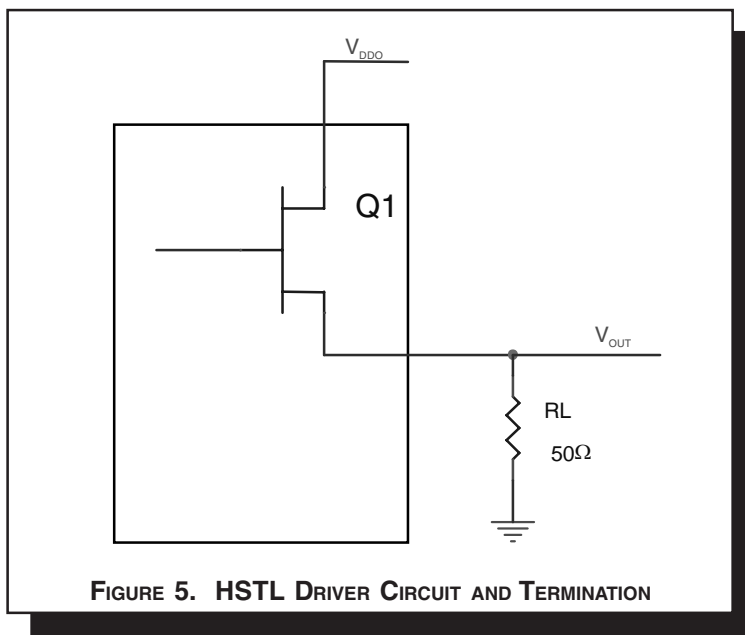 VDDO
Q1
VOUT
RL
50Ω
FIGURE 5. HSTL DRIVER CIRCUIT AND TERMINATION